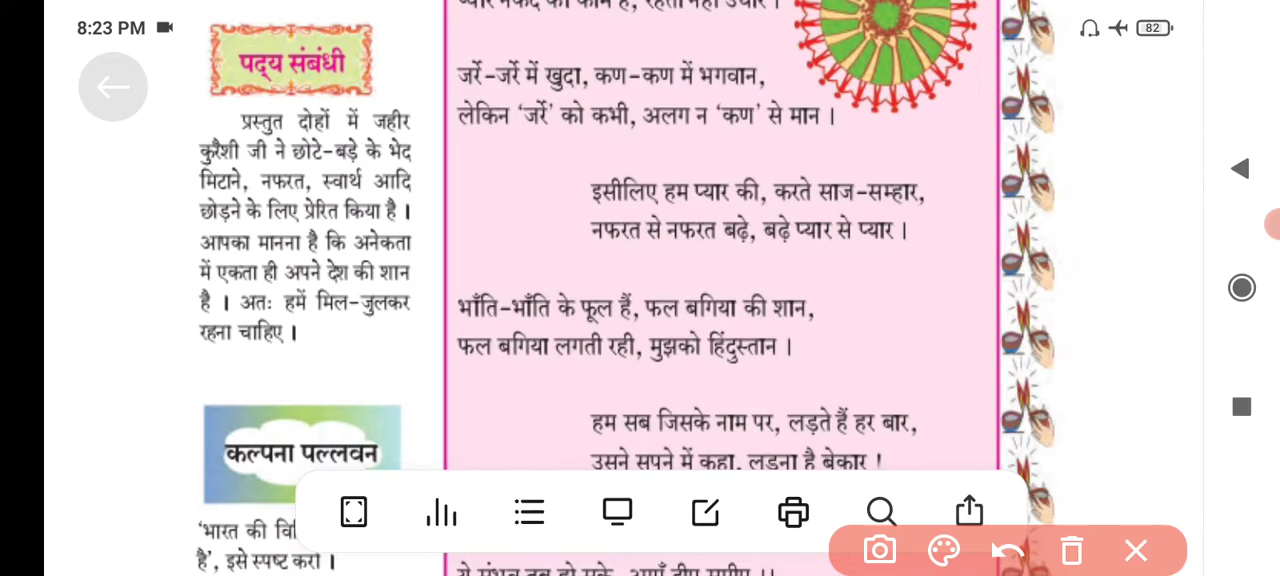 8:23 PM
82
पद्य संबंधी
प्रस्तुत दोहों में जहीर
कुरैशी जी ने छोटे-बड़े के भेद
मिटाने, नफरत, स्वार्थ आदि
छोड़ने के लिए प्रेरित किया है ।
आपका मानना है कि अनेकता
में एकता ही अपने देश की शान
है । अतः हमें मिल-जुलकर
रहना चाहिए ।
कल्पना पल्लवन
‘भारत की
है’, इसे स्पष्ट करो ।
जर्रे-जर्रे में खुदा, कण-कण में भगवान,
लेकिन ‘जर्रे’ को कभी, अलग न ‘कण’ से मान ।
इसीलिए हम प्यार की, करते साज-सम्हार,
नफरत से नफरत बढ़े, बढ़े प्यार से प्यार ।
भाँति-भाँति के फूल हैं, फल बगिया की शान,
फल बगिया लगती रही, मुझको हिंदुस्तान ।
हम सब जिसके नाम पर, लड़ते हैं हर बार,
उसने सपने में कहा, लड़ना है बेकार !